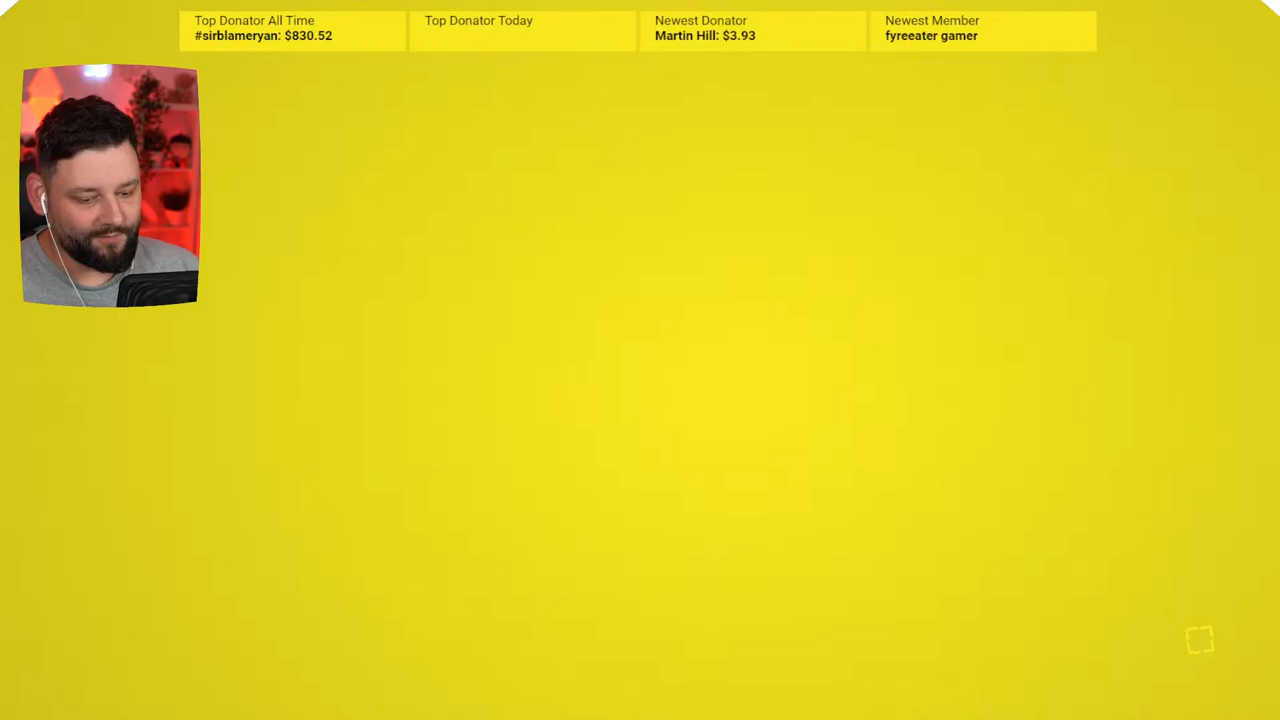 Top Donator All Time
#sirblameryan: $830.52
Top Donator Today
Newest Donator
Martin Hill: $3.93
Newest Member
fyreeater gamer